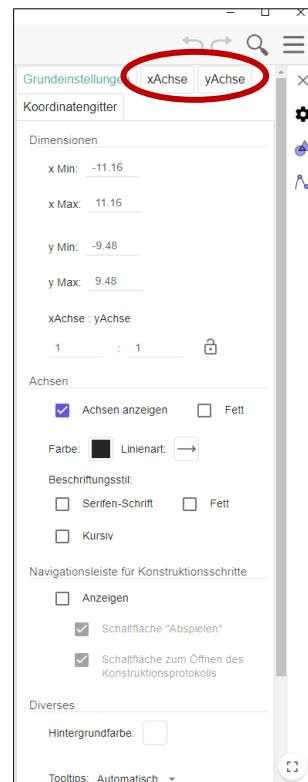 Grundeinstellungen xAchse yAchse
Koordinatengitter
Dimensionen
x Min: -11.16
x Max: 11.16
y Min: -9.48
y Max: 9.48
xAchse : yAchse
1 : 1
Achsen
Achsen anzeigen Fett
Farbe: Linienart:
Beschriftungsstil:
Serifen-Schrift Fett
Kursiv
Navigationsleiste für Konstruktionsschritte
Anzeigen
Schaltfläche "Abspielen"
Schaltfläche zum Öffnen des
Konstruktionsprotokolls
Diverses
Hintergrundfarbe:
Tooltips: Automatisch